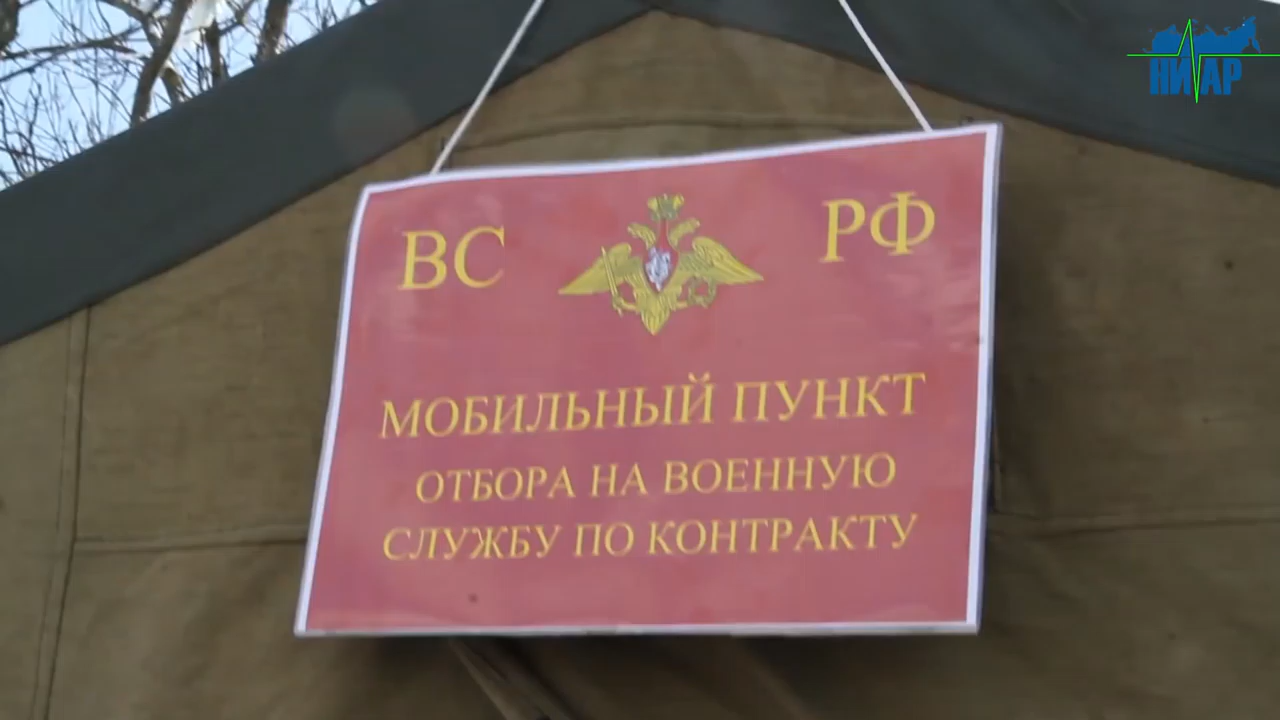 НИАР
ВС РФ
МОБИЛЬНЫЙ ПУНКТ
ОТБОРА НА ВОЕННУЮ
СЛУЖБУ ПО КОНТРАКТУ